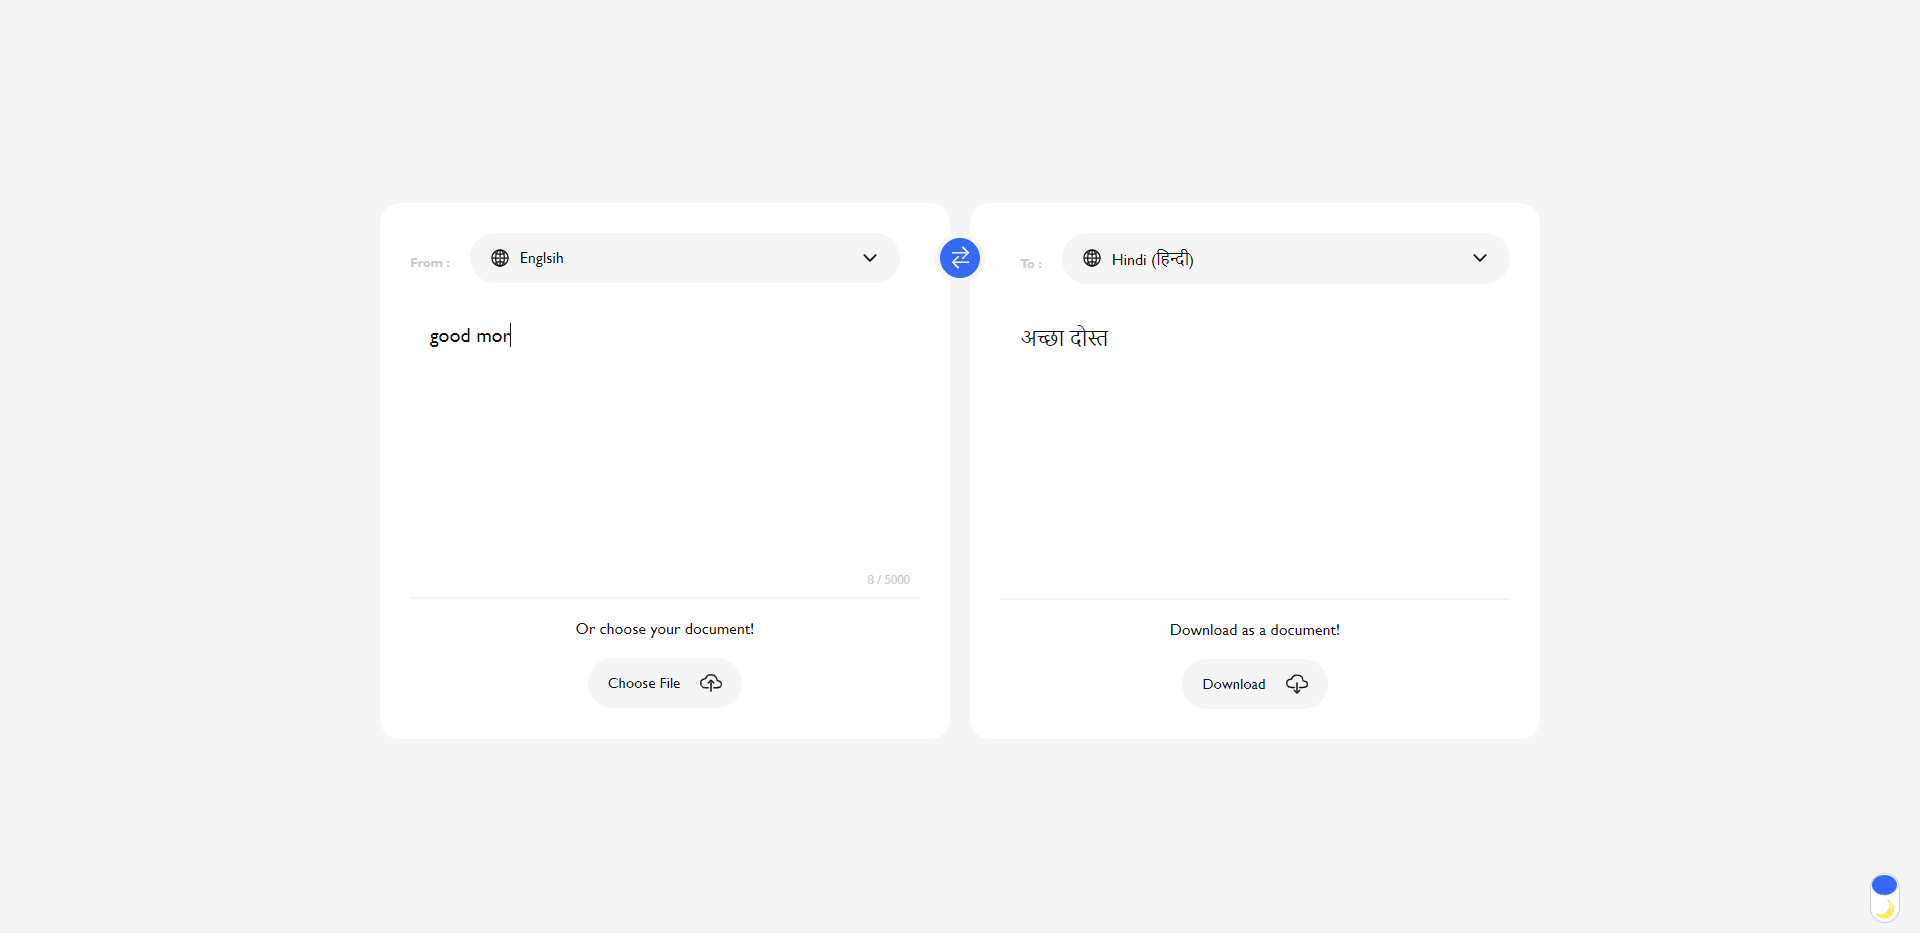 From :
Englsih
good mor
8 / 5000
Or choose your document!
Choose File
To :
Hindi (हिन्दी)
अच्छा दोस्त
Download as a document!
Download